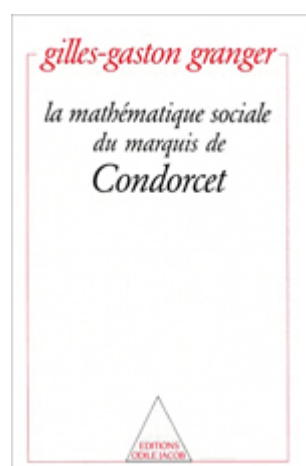 gilles-gaston granger
la mathématique sociale
du marquis de
Condorcet
EDITIONS
ODILE JACOB